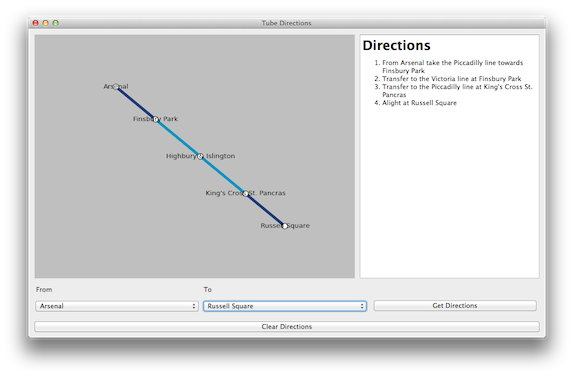 Tube Directions
Arsenal
Finsbury Park
Highbury Islington
King's Cross St. Pancras
Russell Square
Directions
1. From Arsenal take the Piccadilly line towards
Finsbury Park
2. Transfer to the Victoria line at Finsbury Park
3. Transfer to the Piccadilly line at King's Cross St.
Pancras
4. Alight at Russell Square
From
To
Arsenal
Russell Square
Get Directions
Clear Directions